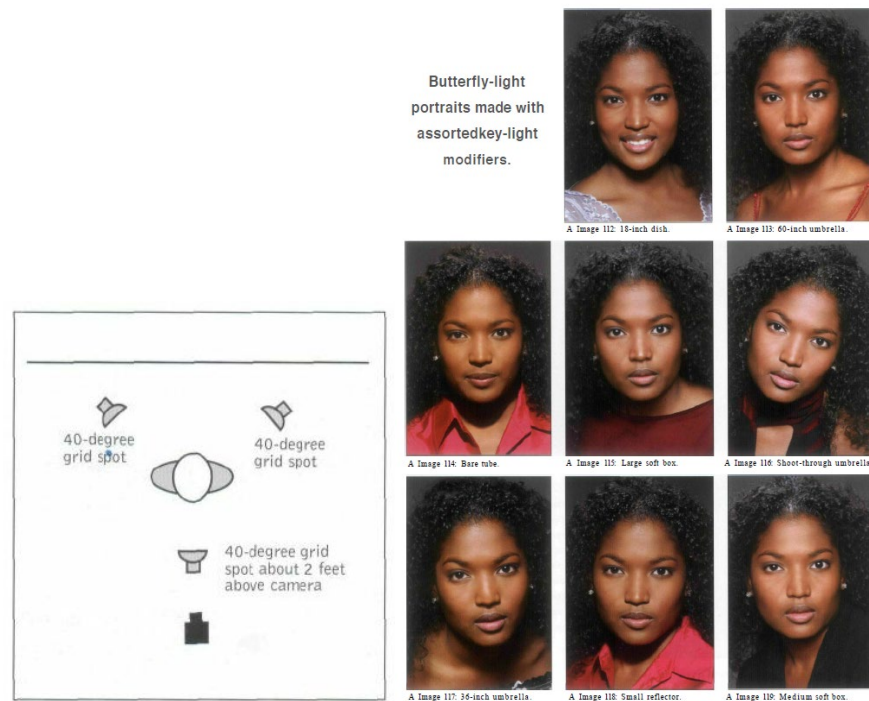 Butterfly-light
portraits made with
assortedkey-light
modifiers.
A Image 112: 18-inch dish.
A Image 113: 60-inch umbrella.
A Image 114: Bare tube.
A Image 115: Large soft box.
A Image 116: Shoot-through umbrella
A Image 117: 36-inch umbrella.
A Image 118: Small reflector.
A Image 119: Medium soft box.
40-degree
grid spot
40-degree
grid spot
40-degree grid
spot about 2 feet
above camera